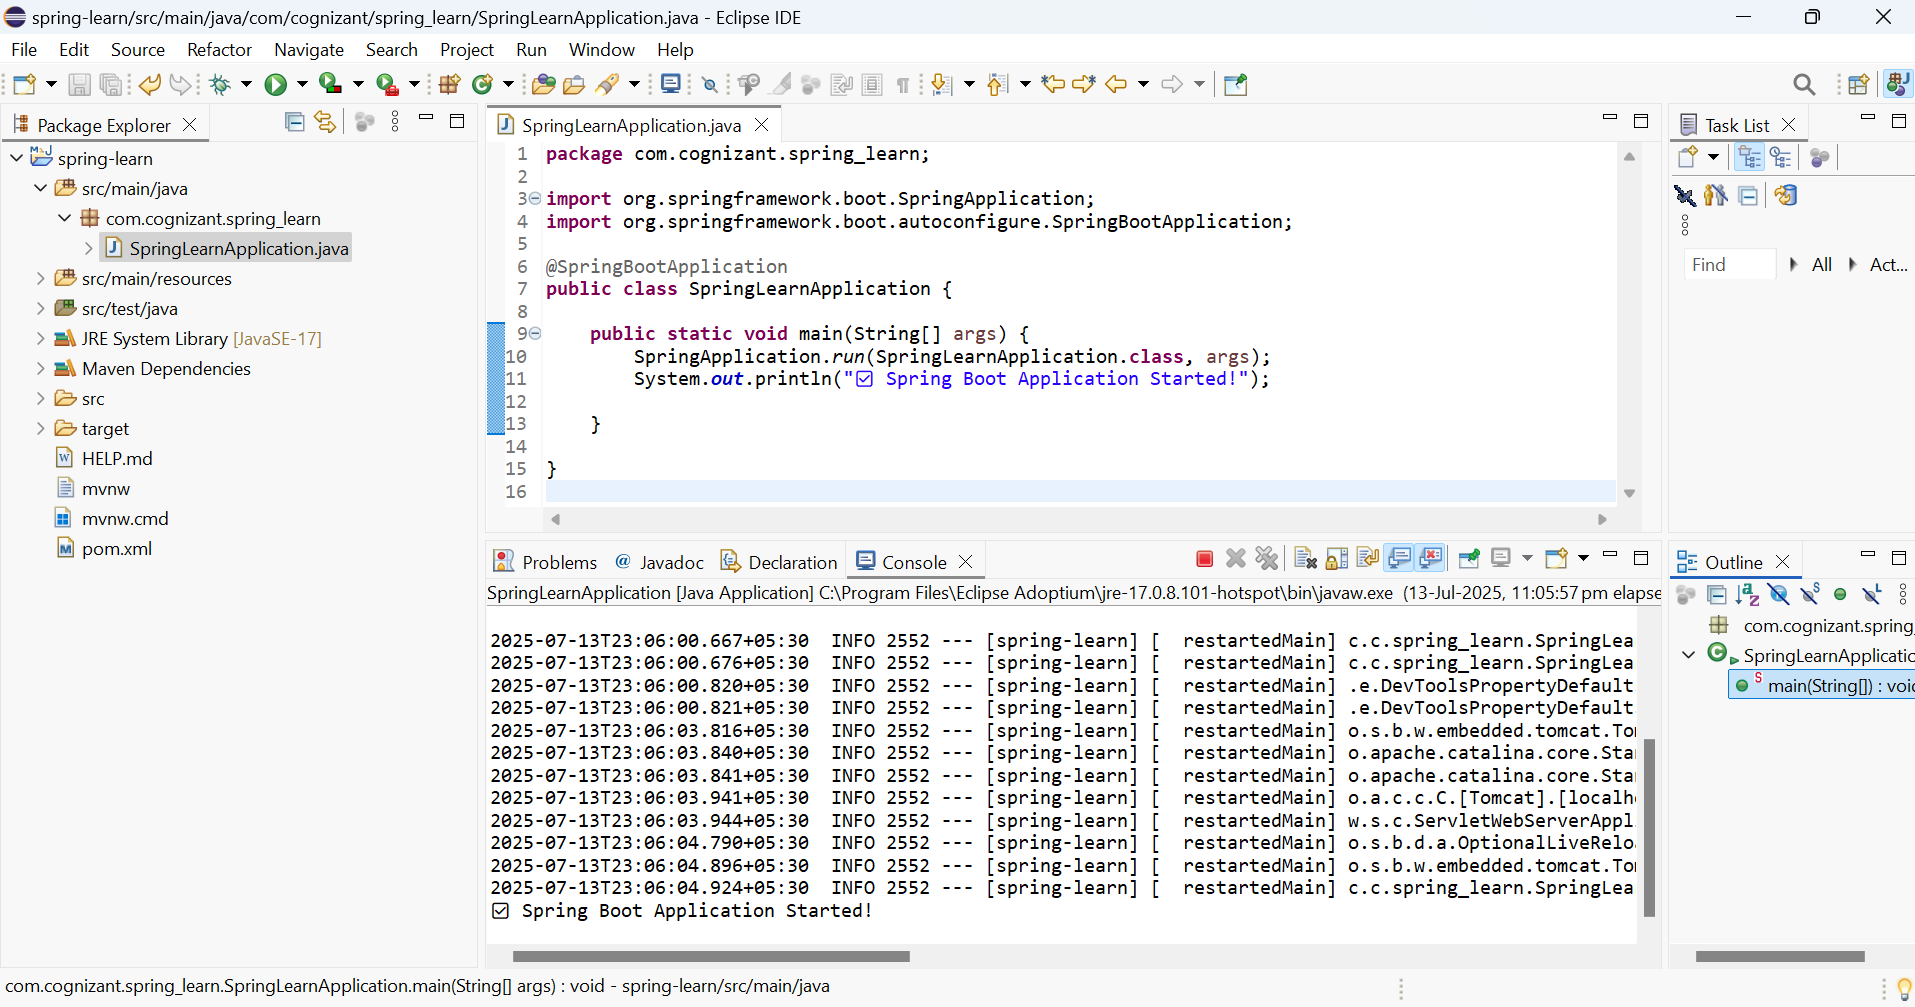 spring-learn/src/main/java/com/cognizant/spring_learn/SpringLearnApplication.java - Eclipse IDE
File Edit Source Refactor Navigate Search Project Run Window Help
Package Explorer
spring-learn
src/main/java
com.cognizant.spring_learn
SpringLearnApplication.java
src/main/resources
src/test/java
JRE System Library [JavaSE-17]
Maven Dependencies
src
target
HELP.md
mvnw
mvnw.cmd
pom.xml
SpringLearnApplication.java
1 package com.cognizant.spring_learn;
2
3 import org.springframework.boot.SpringApplication;
4 import org.springframework.boot.autoconfigure.SpringBootApplication;
5
6 @SpringBootApplication
7 public class SpringLearnApplication {
8
9 public static void main(String[] args) {
10 SpringApplication.run(SpringLearnApplication.class, args);
11 System.out.println("☑ Spring Boot Application Started!");
12
13 }
14
15 }
16
Task List
Find All Act...
Problems Javadoc Declaration Console
SpringLearnApplication [Java Application] C:\Program Files\Eclipse Adoptium\jre-17.0.8.101-hotspot\bin\javaw.exe (13-Jul-2025, 11:05:57 pm elapse
2025-07-13T23:06:00.667+05:30 INFO 2552 --- [spring-learn] [ restartedMain] c.c.spring_learn.SpringLea
2025-07-13T23:06:00.676+05:30 INFO 2552 --- [spring-learn] [ restartedMain] c.c.spring_learn.SpringLea
2025-07-13T23:06:00.820+05:30 INFO 2552 --- [spring-learn] [ restartedMain] .e.DevToolsPropertyDefault
2025-07-13T23:06:00.821+05:30 INFO 2552 --- [spring-learn] [ restartedMain] .e.DevToolsPropertyDefault
2025-07-13T23:06:03.816+05:30 INFO 2552 --- [spring-learn] [ restartedMain] o.s.b.w.embedded.tomcat.To
2025-07-13T23:06:03.840+05:30 INFO 2552 --- [spring-learn] [ restartedMain] o.apache.catalina.core.Sta
2025-07-13T23:06:03.841+05:30 INFO 2552 --- [spring-learn] [ restartedMain] o.apache.catalina.core.Sta
2025-07-13T23:06:03.941+05:30 INFO 2552 --- [spring-learn] [ restartedMain] o.a.c.c.C.[Tomcat].[localh
2025-07-13T23:06:03.944+05:30 INFO 2552 --- [spring-learn] [ restartedMain] w.s.c.ServletWebServerAppl
2025-07-13T23:06:04.790+05:30 INFO 2552 --- [spring-learn] [ restartedMain] o.s.b.d.a.OptionalLiveRelo
2025-07-13T23:06:04.896+05:30 INFO 2552 --- [spring-learn] [ restartedMain] o.s.b.w.embedded.tomcat.To
2025-07-13T23:06:04.924+05:30 INFO 2552 --- [spring-learn] [ restartedMain] c.c.spring_learn.SpringLea
☑ Spring Boot Application Started!
Outline
com.cognizant.spring_
SpringLearnApplicatio
main(String[]) : voi
com.cognizant.spring_learn.SpringLearnApplication.main(String[] args) : void - spring-learn/src/main/java